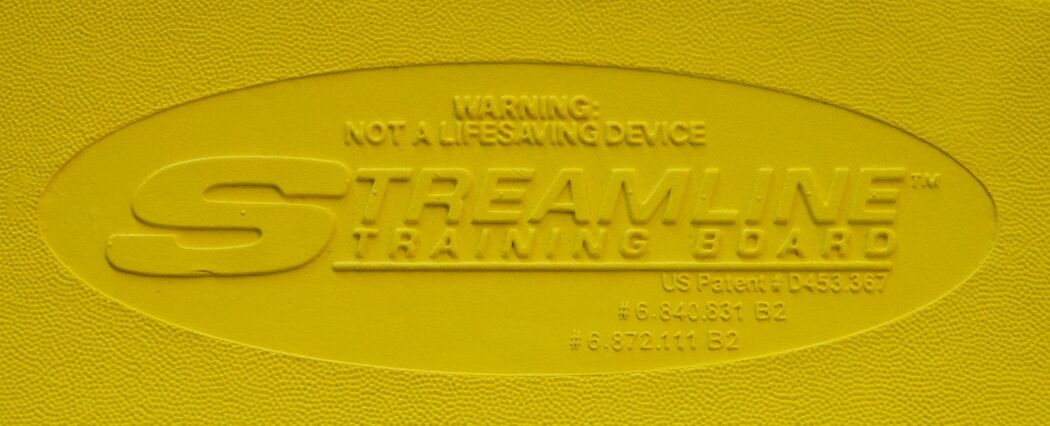 WARNING:
NOT A LIFESAVING DEVICE
STREAMLINE™
TRAINING BOARD
US Patent # D453.367
# 6.840.831 B2
# 6.872.111 B2